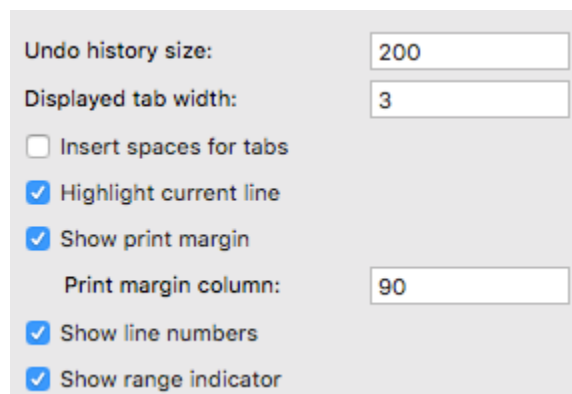 Undo history size: 200
Displayed tab width: 3
Insert spaces for tabs
Highlight current line
Show print margin
Print margin column: 90
Show line numbers
Show range indicator